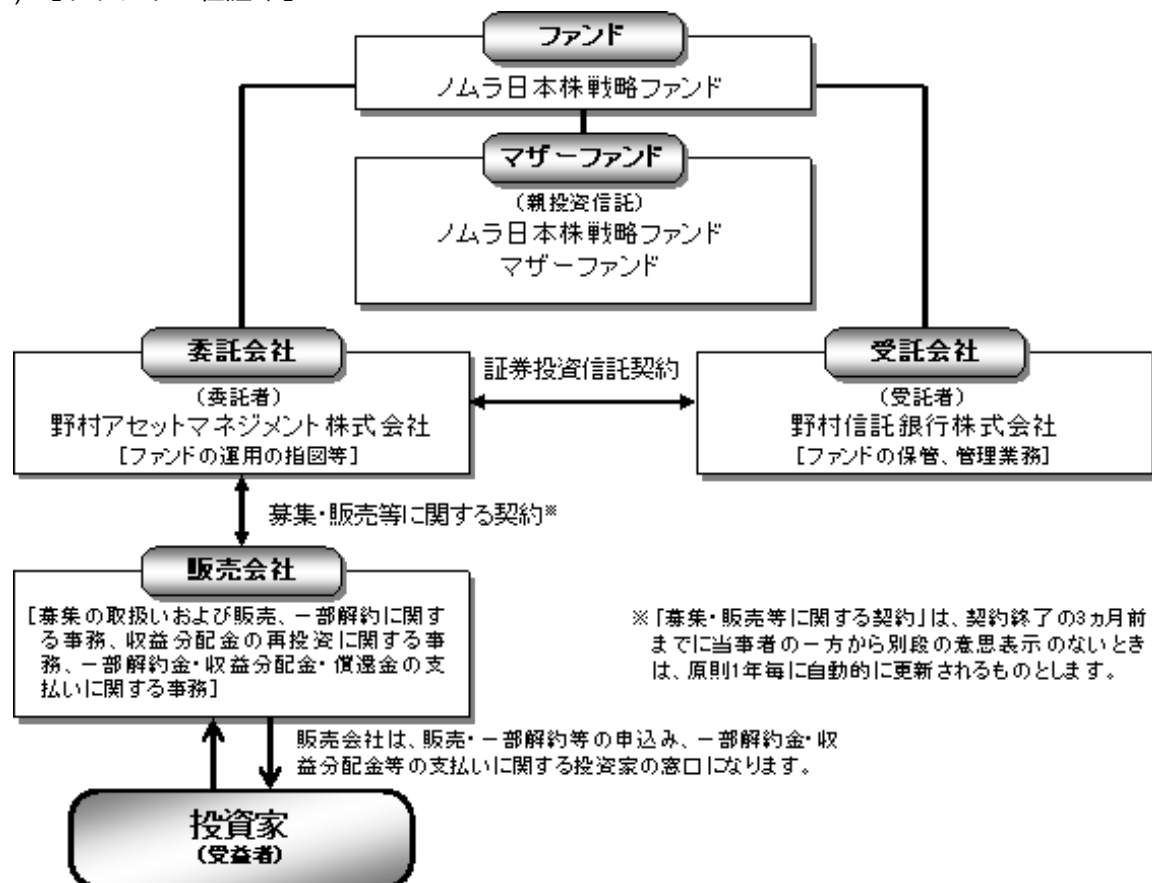 ファンド
ノムラ日本株戦略ファンド
マザーファンド
(親投資信託)
ノムラ日本株戦略ファンド
マザーファンド
委託会社
(委託者)
野村アセットマネジメント株式会社
[ファンドの運用の指図等]
証券投資信託契約
受託会社
(受託者)
野村信託銀行株式会社
[ファンドの保管、管理業務]
募集・販売等に関する契約※
販売会社
[募集の取扱いおよび販売、一部解約に関す
る事務、収益分配金の再投資に関する事
務、一部解約金・収益分配金・償還金の支
払いに関する事務]
※「募集・販売等に関する契約」は、契約終了の3ヵ月前
までに当事者の一方から別段の意思表示のないとき
は、原則1年毎に自動的に更新されるものとします。
販売会社は、販売・一部解約等の申込み、一部解約金・収
益分配金等の支払いに関する投資家の窓口になります。
投資家
(受益者)